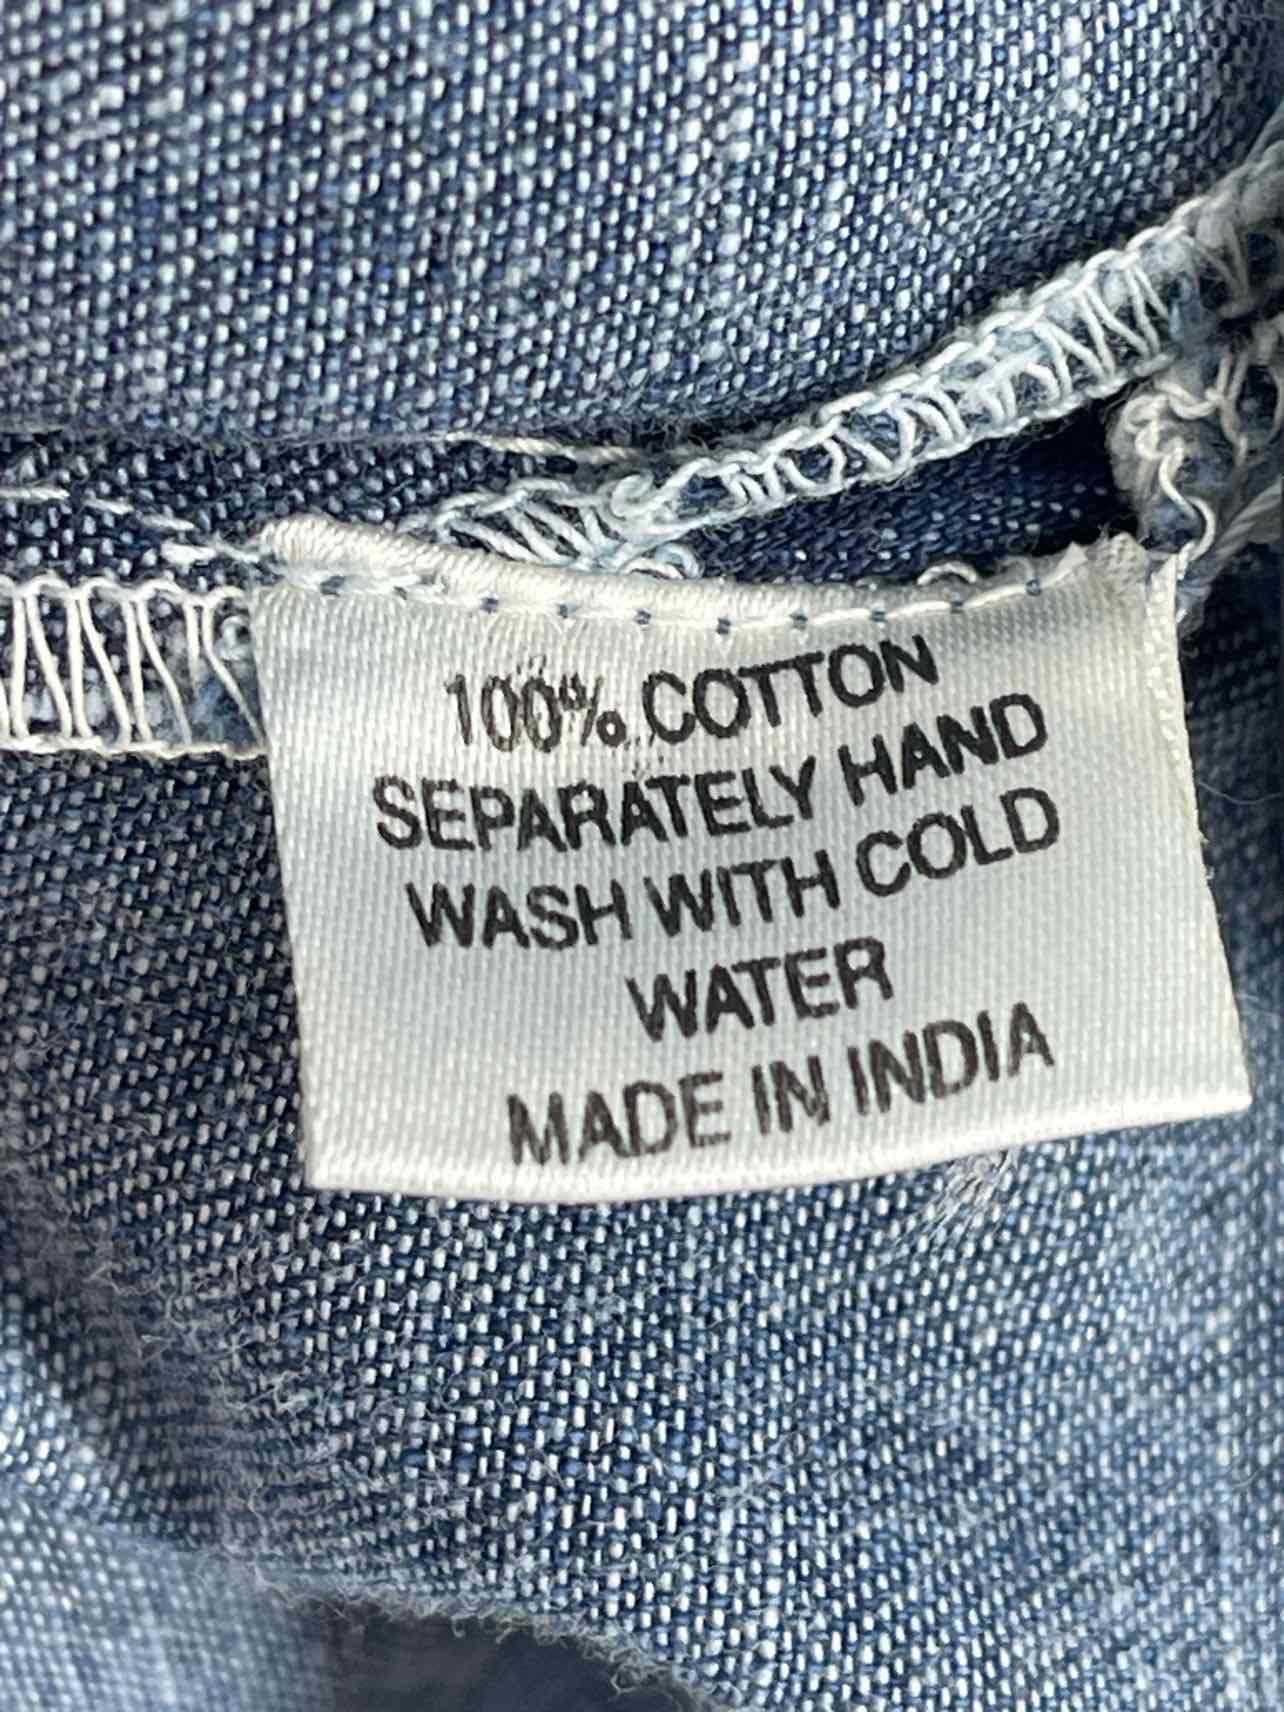 100% COTTON
SEPARATELY HAND
WASH WITH COLD
WATER
MADE IN INDIA